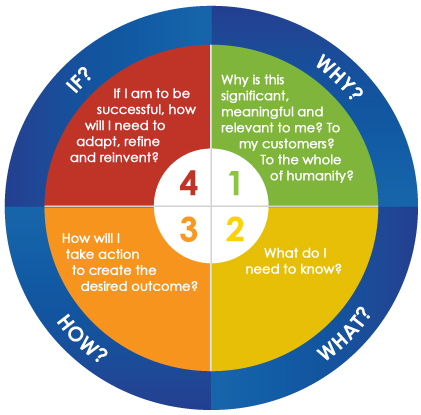 WHY?
Why is this
significant,
meaningful and
relevant to me? To
my customers?
To the whole
of humanity?
1
WHAT?
What do I
need to know?
2
HOW?
How will I
take action
to create the
desired outcome?
3
IF?
If I am to be
successful, how
will I need to
adapt, refine
and reinvent?
4